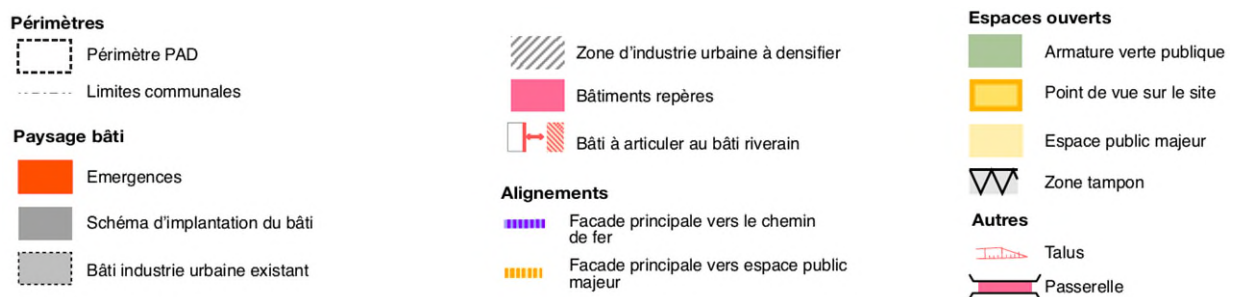 Périmètres
Périmètre PAD
Limites communales
Paysage bâti
Emergences
Schéma d'implantation du bâti
Bâti industrie urbaine existant
Zone d'industrie urbaine à densifier
Bâtiments repères
Bâti à articuler au bâti riverain
Alignements
Facade principale vers le chemin
de fer
Facade principale vers espace public
majeur
Espaces ouverts
Armature verte publique
Point de vue sur le site
Espace public majeur
Zone tampon
Autres
Talus
Passerelle